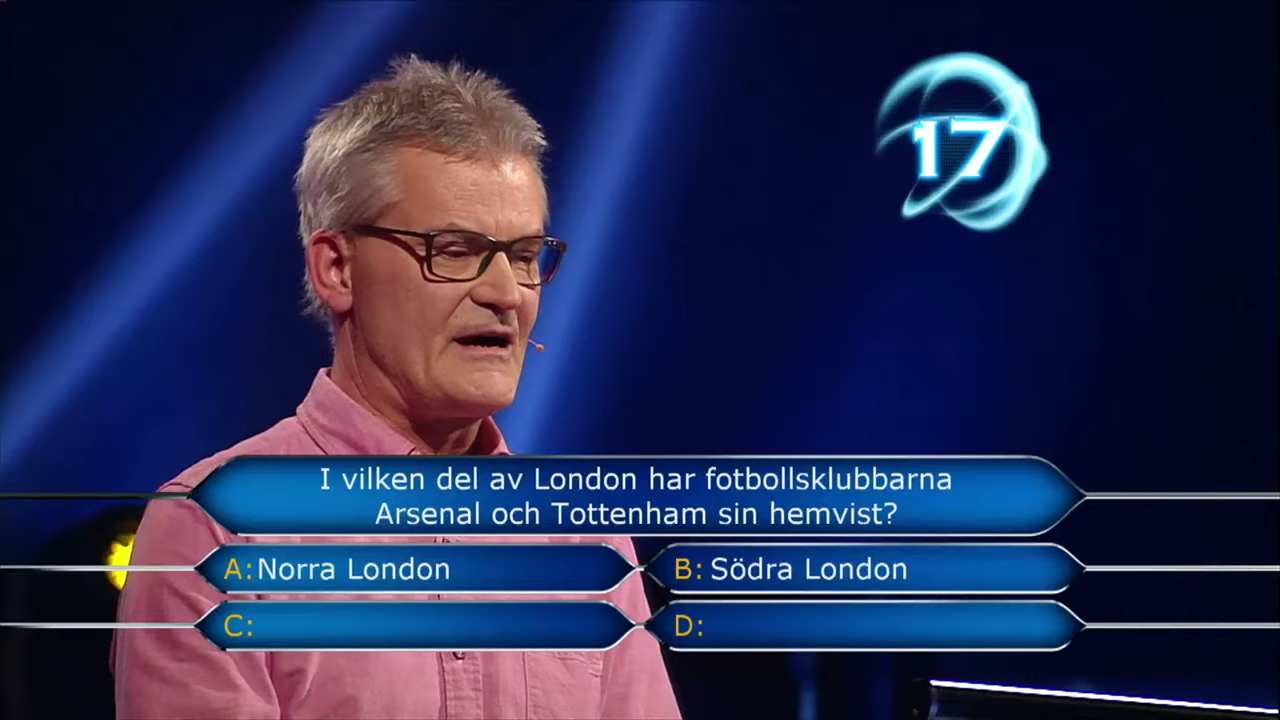 17
I vilken del av London har fotbollsklubbarna
Arsenal och Tottenham sin hemvist?
A: Norra London
B: Södra London
C:
D: